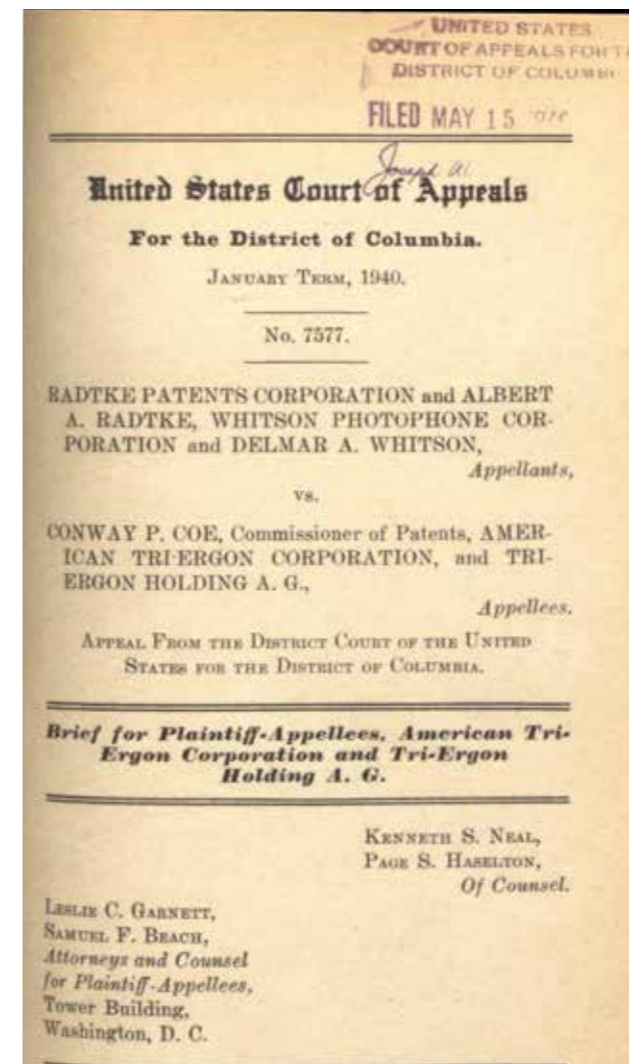 UNITED STATES
COURT OF APPEALS FOR
DISTRICT OF COLUMBI
FILED MAY 15
Joseph
United States Court of Appeals
For the District of Columbia.
JANUARY TERM, 1940.
No. 7577.
RADTKE PATENTS CORPORATION and ALBERT
A. RADTKE, WHITSON PHOTOPHONE COR-
PORATION and DELMAR A. WHITSON,
Appellants,
vs.
CONWAY P. COE, Commissioner of Patents, AMER-
ICAN TRI-ERGON CORPORATION, and TRI-
ERGON HOLDING A. G.,
Appellees.
APPEAL FROM THE DISTRICT COURT OF THE UNITED
STATES FOR THE DISTRICT OF COLUMBIA.
Brief for Plaintiff-Appellees, American Tri-
Ergon Corporation and Tri-Ergon
Holding A. G.
KENNETH S. NEAL,
PAGE S. HASELTON,
Of Counsel.
LESLIE C. GARNETT,
SAMUEL F. BEACH,
Attorneys and Counsel
for Plaintiff-Appellees,
Tower Building,
Washington, D. C.